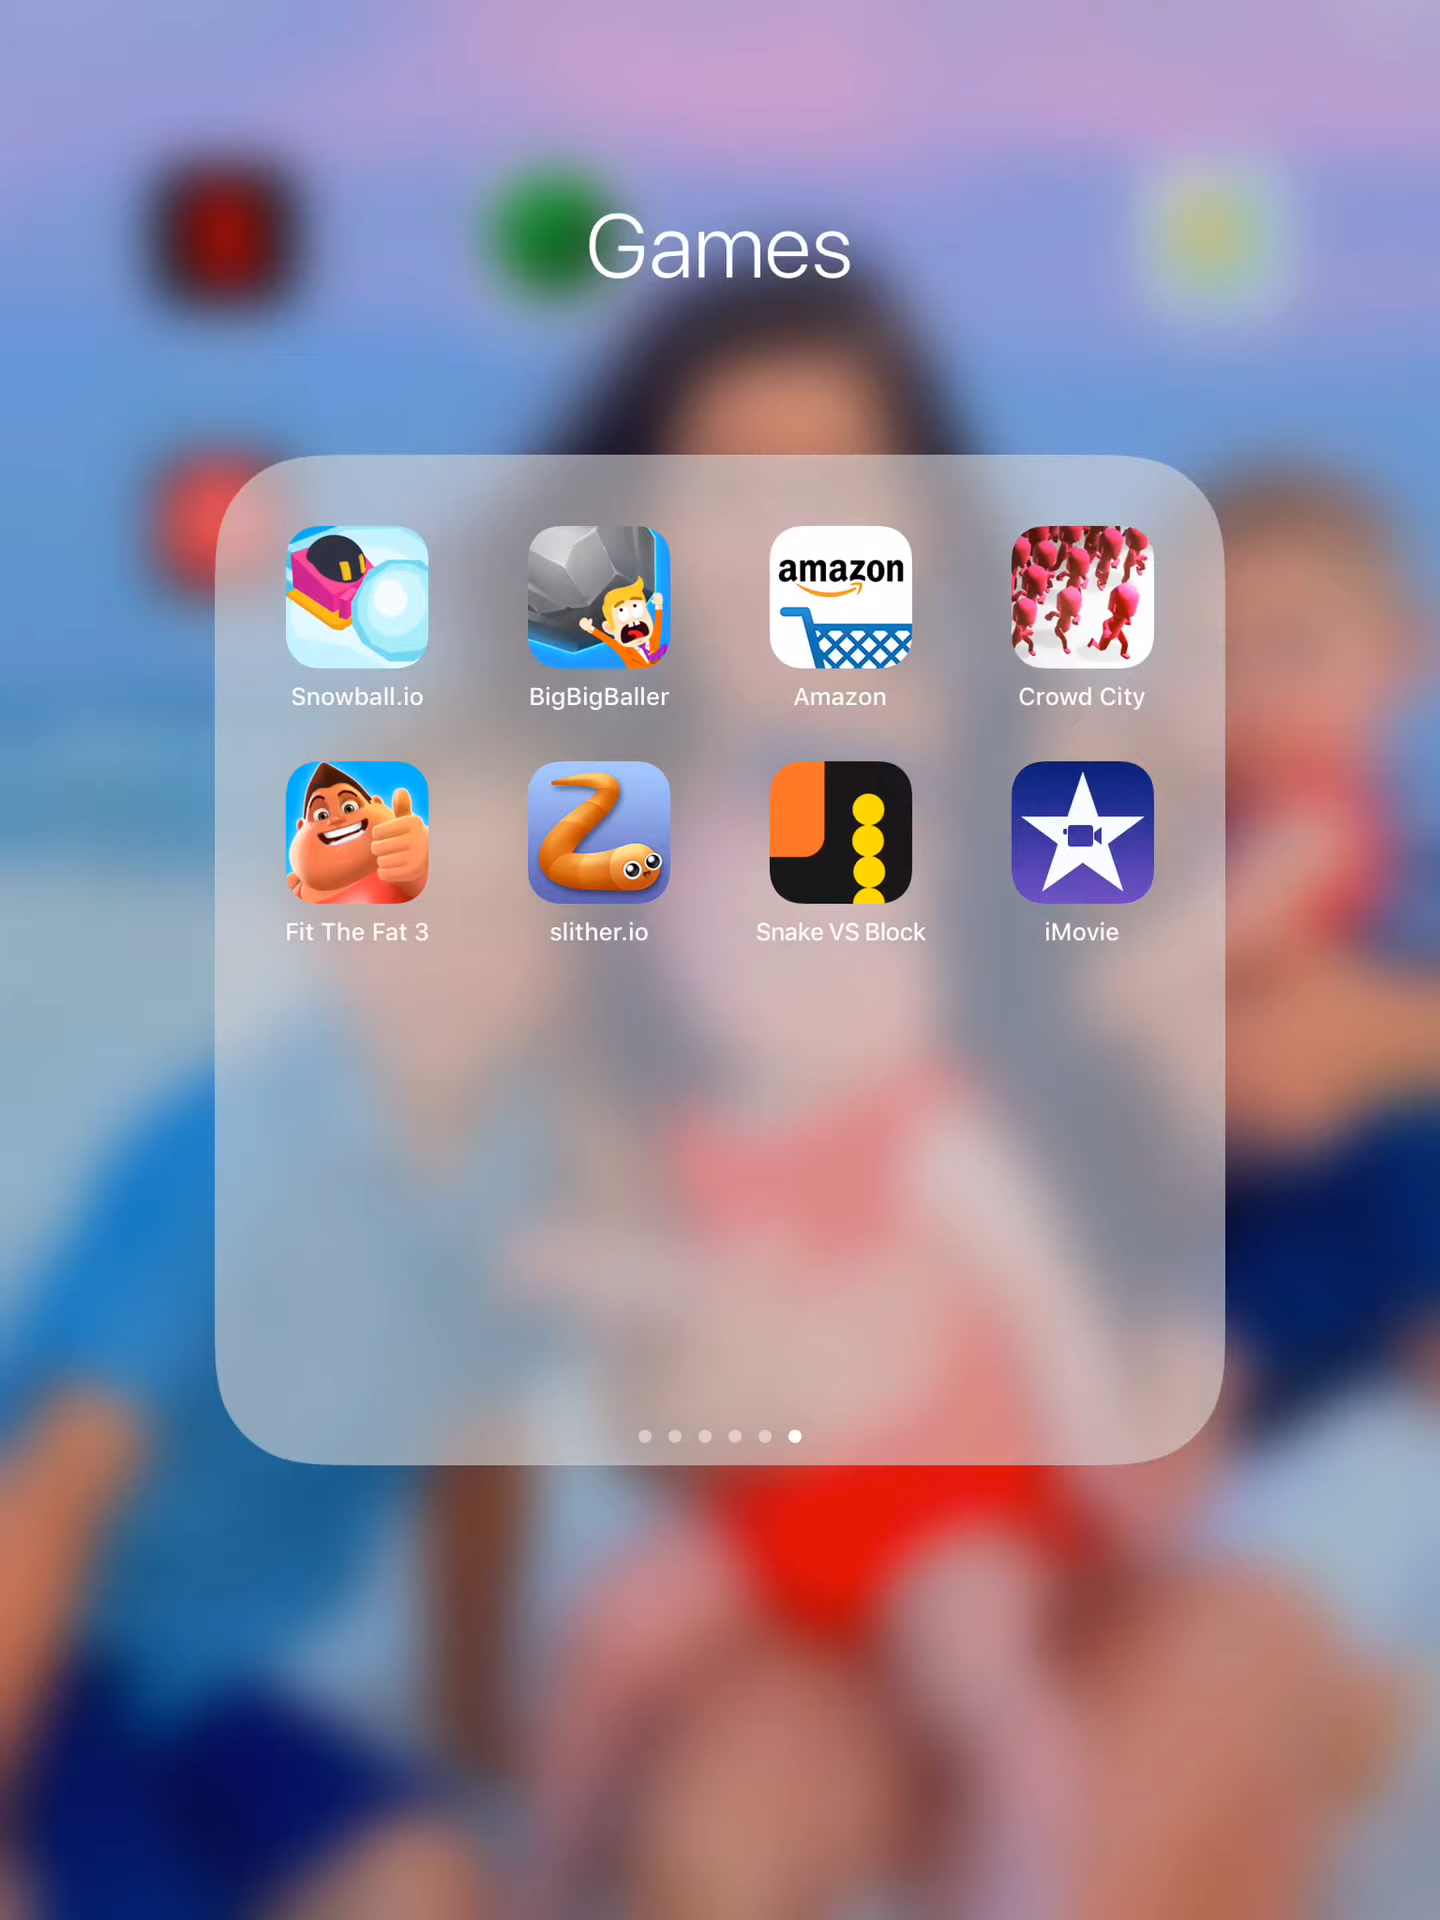 Games
amazon
Snowball.io
BigBigBaller
Amazon
Crowd City
Fit The Fat 3
slither.io
Snake VS Block
iMovie